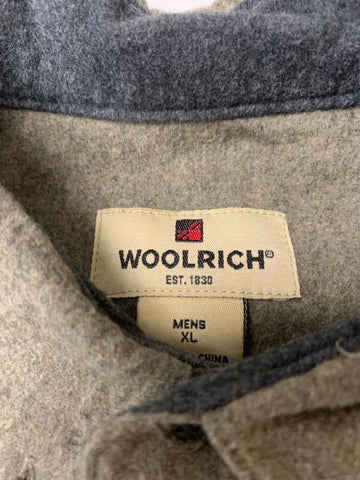 WOOLRICH®
EST. 1830
MENS
XL
CHINA